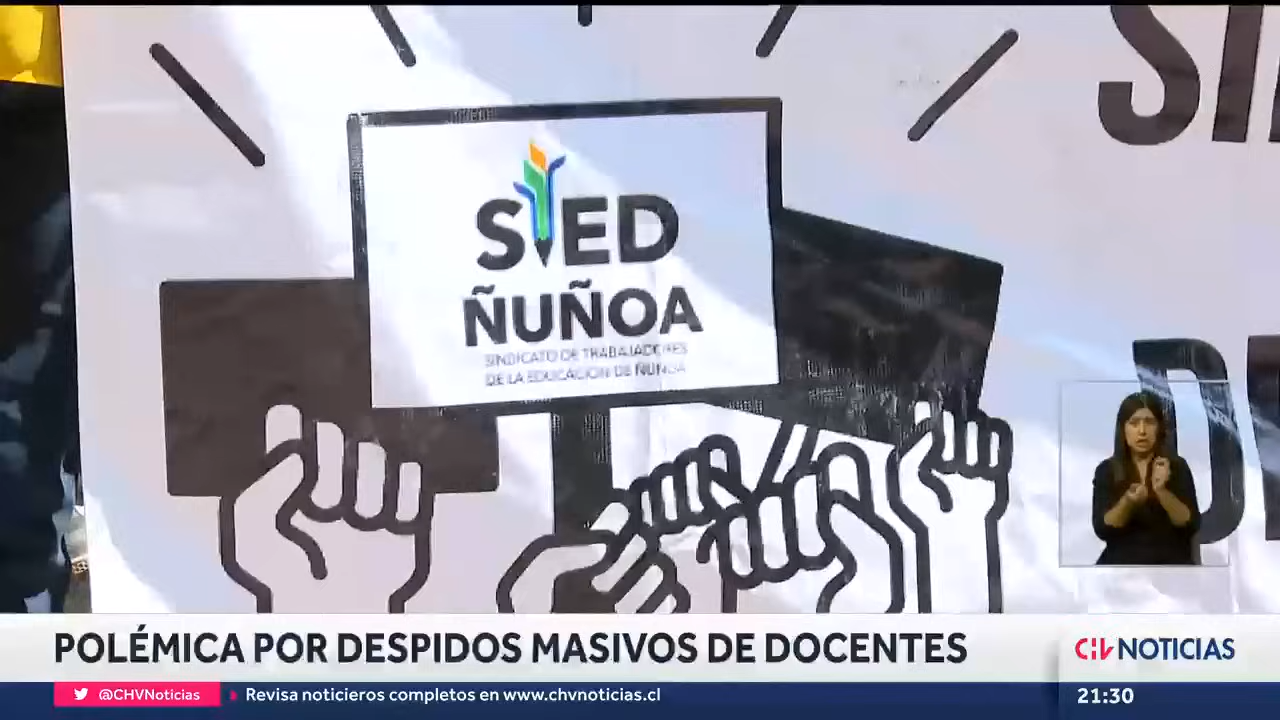 SIED
ÑUÑOA
SINDICATO DE TRABAJADORES
DE LA EDUCACIÓN DE ÑUÑOA
POLÉMICA POR DESPIDOS MASIVOS DE DOCENTES
CHV NOTICIAS
@CHVNoticias
Revisa noticieros completos en www.chvnoticias.cl
21:30